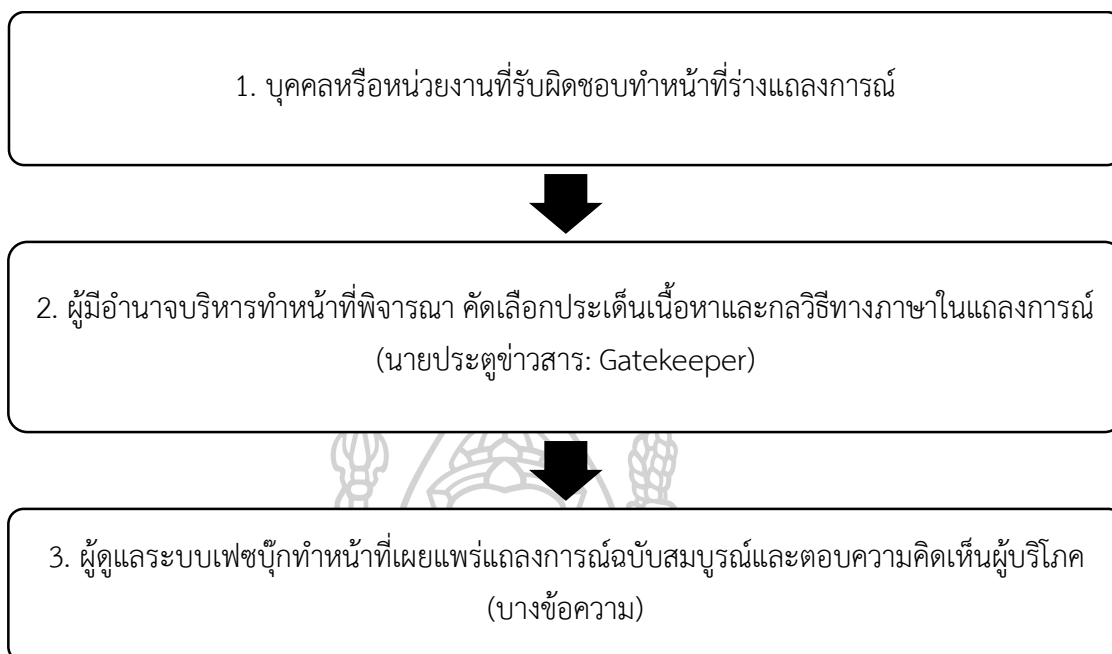 1. บุคคลหรือหน่วยงานที่รับผิดชอบทำหน้าที่ร่างแถลงการณ์
2. ผู้มีอำนาจบริหารทำหน้าที่พิจารณา คัดเลือกประเด็นเนื้อหาและกลวิธีทางภาษาในแถลงการณ์
(นายประตูข่าวสาร: Gatekeeper)
3. ผู้ดูแลระบบเฟซบุ๊กทำหน้าที่เผยแพร่แถลงการณ์ฉบับสมบูรณ์และตอบความคิดเห็นผู้บริโภค
(บางข้อความ)